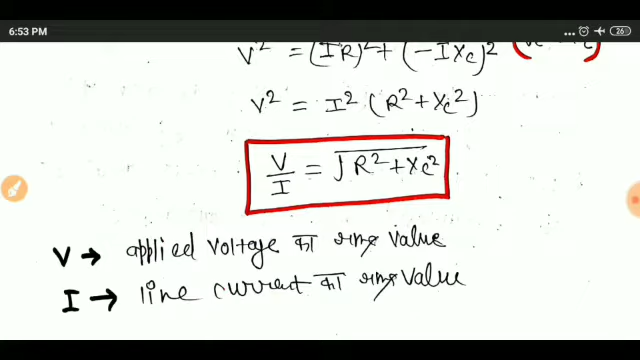 6:53 PM
26
V² = (IR)² + (-IXc)²
V² = I² (R² + Xc²)
V/I = √R² + Xc²
V → applied voltage का rms value
I → line current का rms value